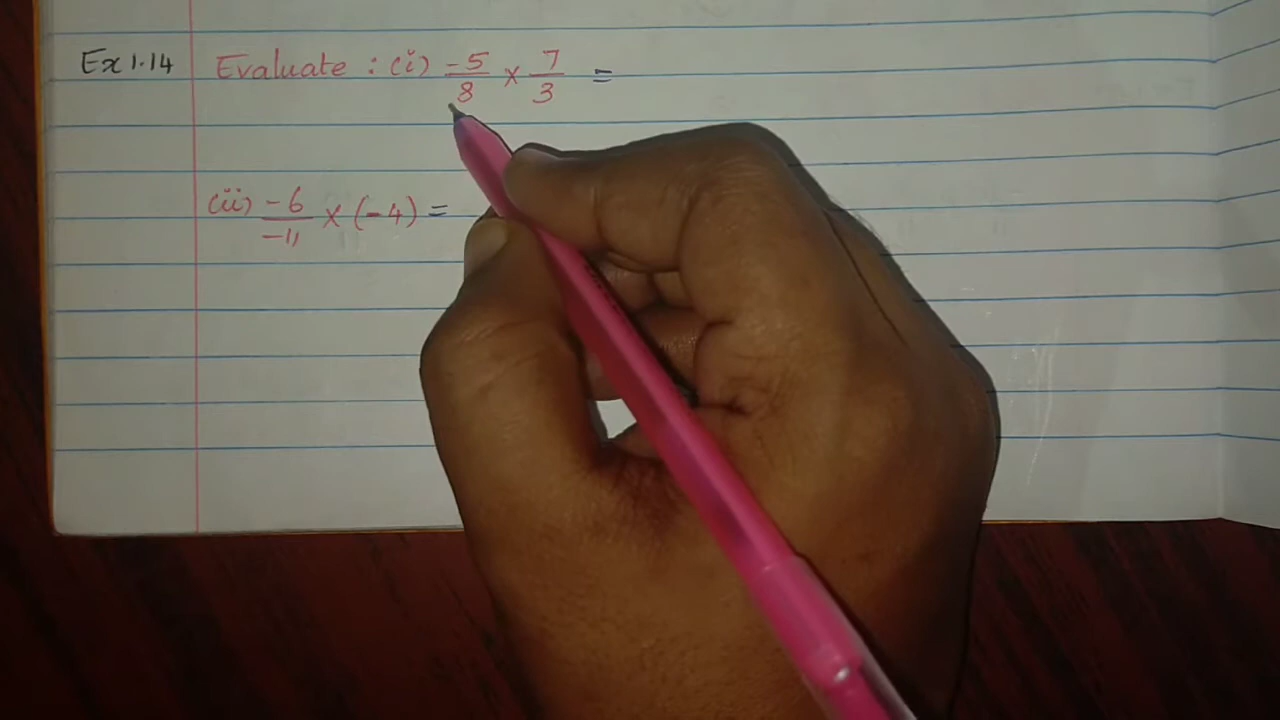 Ex 1.14 Evaluate : (i) -5/8 × 7/3 =
(ii) -6/-11 × (-4) =